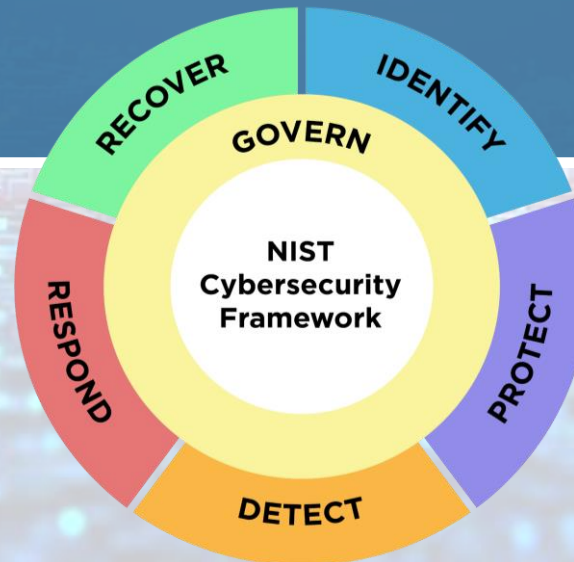 RECOVER
IDENTIFY
GOVERN
NIST
Cybersecurity
Framework
RESPOND
PROTECT
DETECT